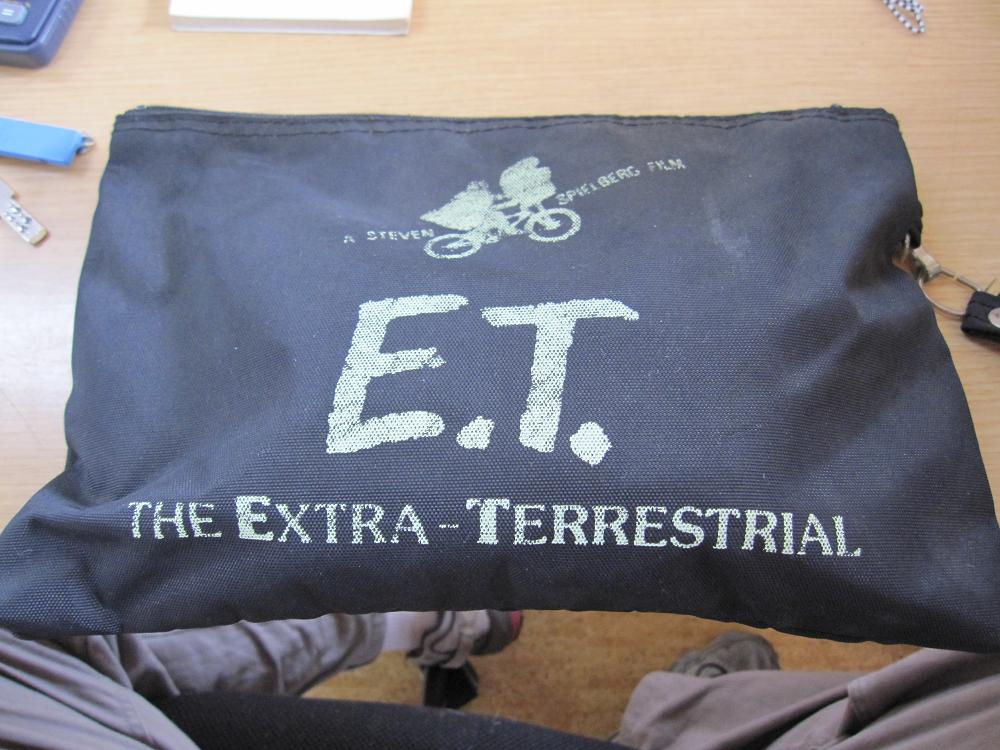 A STEVEN SPIELBERG FILM
E.T.
THE EXTRA-TERRESTRIAL